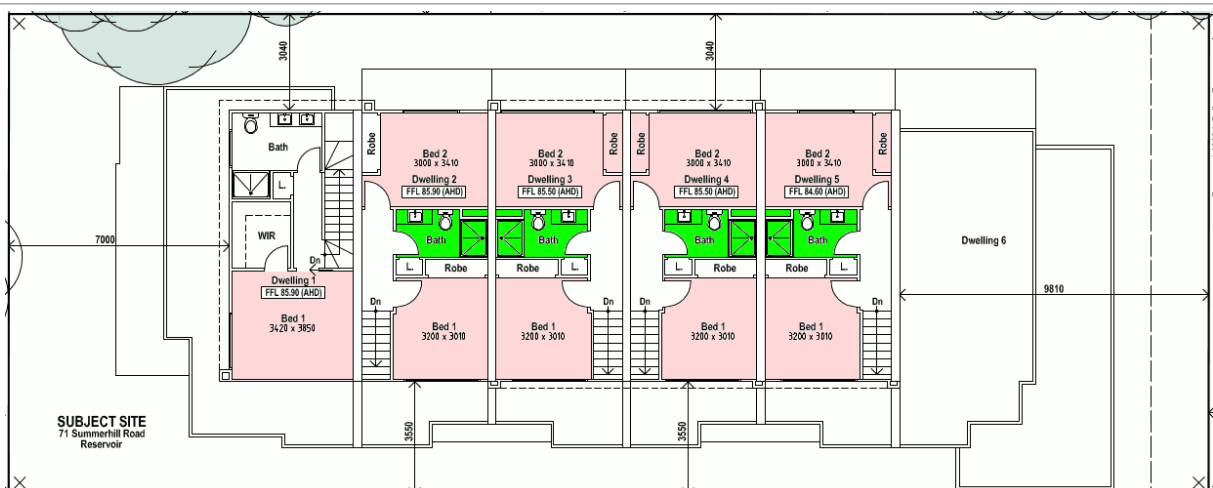 3040
3040
Bath
L.
WIR
Dn
Dwelling 1
FFL 85.90 (AHD)
Bed 1
3420 x 3850
7000
Robe
Bed 2
3000 x 3410
Dwelling 2
FFL 85.90 (AHD)
Bath
L.
Robe
Dn
Bed 1
3200 x 3010
Robe
Bed 2
3000 x 3410
Dwelling 3
FFL 85.50 (AHD)
Bath
Robe
L.
Dn
Bed 1
3200 x 3010
Robe
Bed 2
3000 x 3410
Dwelling 4
FFL 85.50 (AHD)
Bath
L.
Robe
Dn
Bed 1
3200 x 3010
Robe
Bed 2
3000 x 3410
Dwelling 5
FFL 84.60 (AHD)
Bath
Robe
L.
Dn
Bed 1
3200 x 3010
Dwelling 6
9810
3550
3550
SUBJECT SITE
71 Summerhill Road
Reservoir